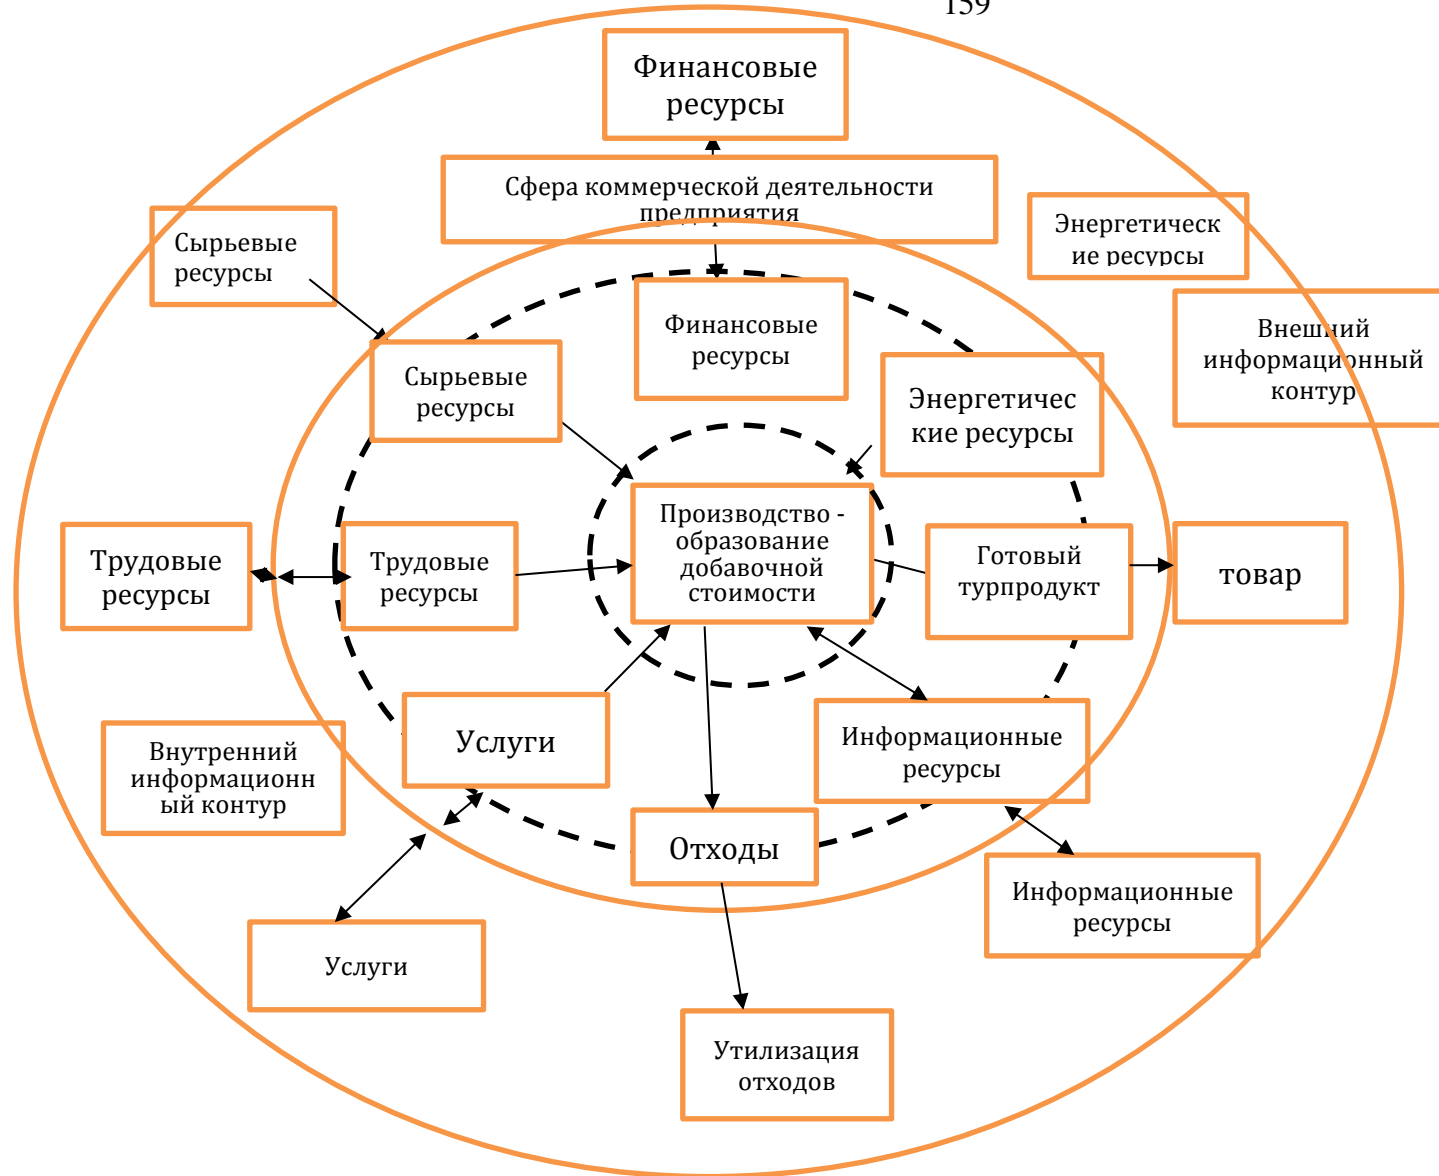 159
Финансовые
ресурсы
Сфера коммерческой деятельности
предприятия
Сырьевые
ресурсы
Энергетическ
ие ресурсы
Внешний
информационный
контур
Финансовые
ресурсы
Сырьевые
ресурсы
Энергетичес
кие ресурсы
Производство -
образование
добавочной
стоимости
Трудовые
ресурсы
Трудовые
ресурсы
Готовый
турпродукт
товар
Услуги
Информационные
ресурсы
Внутренний
информационн
ый контур
Отходы
Информационные
ресурсы
Услуги
Утилизация
отходов